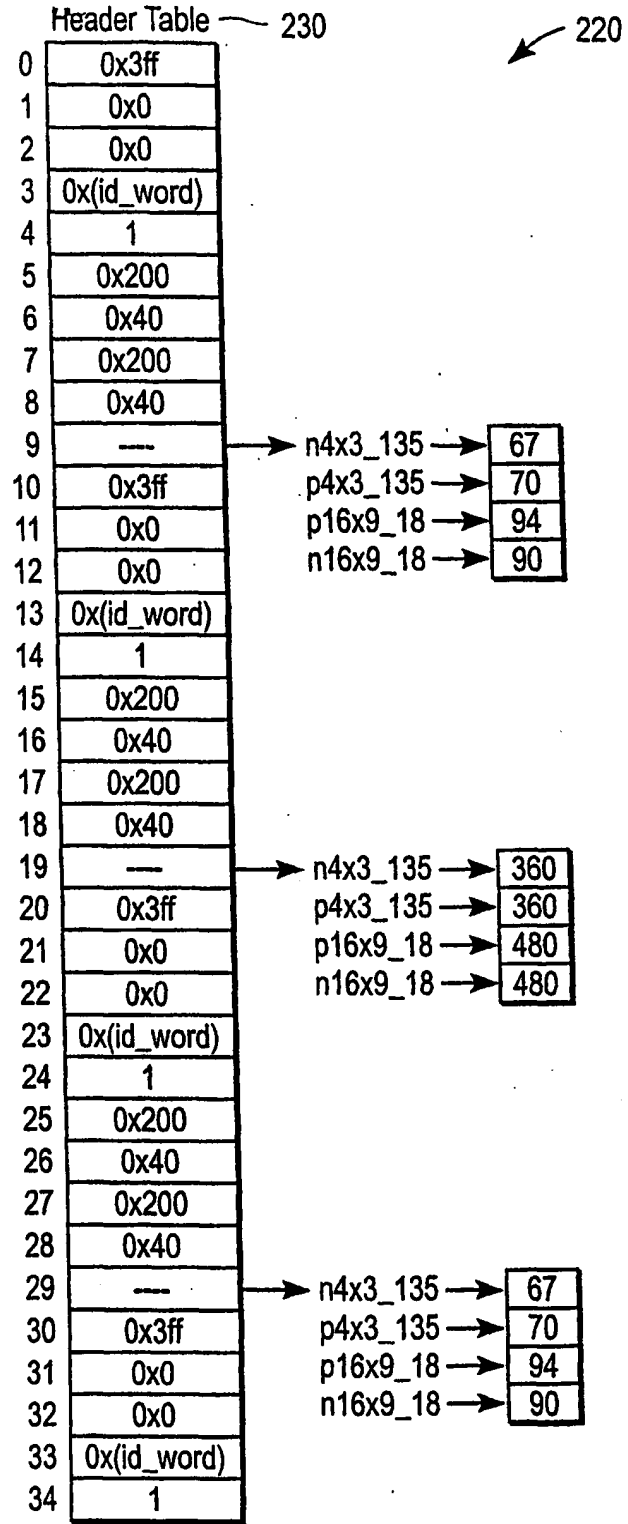 Header Table 230
220
0 0x3ff
1 0x0
2 0x0
3 0x(id_word)
4 1
5 0x200
6 0x40
7 0x200
8 0x40
9 ---- n4x3_135 67
10 0x3ff p4x3_135 70
11 0x0 p16x9_18 94
12 0x0 n16x9_18 90
13 0x(id_word)
14 1
15 0x200
16 0x40
17 0x200
18 0x40
19 ---- n4x3_135 360
20 0x3ff p4x3_135 360
21 0x0 p16x9_18 480
22 0x0 n16x9_18 480
23 0x(id_word)
24 1
25 0x200
26 0x40
27 0x200
28 0x40
29 ---- n4x3_135 67
30 0x3ff p4x3_135 70
31 0x0 p16x9_18 94
32 0x0 n16x9_18 90
33 0x(id_word)
34 1